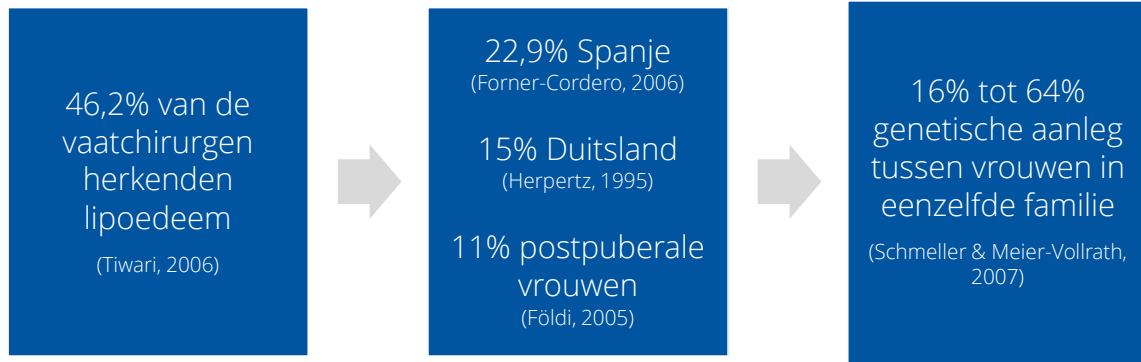 46,2% van de
vaatchirurgen
herkenden
lipoedeem
(Tiwari, 2006)
22,9% Spanje
(Forner-Cordero, 2006)
15% Duitsland
(Herpertz, 1995)
11% postpuberale
vrouwen
(Földi, 2005)
16% tot 64%
genetische aanleg
tussen vrouwen in
eenzelfde familie
(Schmeller & Meier-Vollrath,
2007)